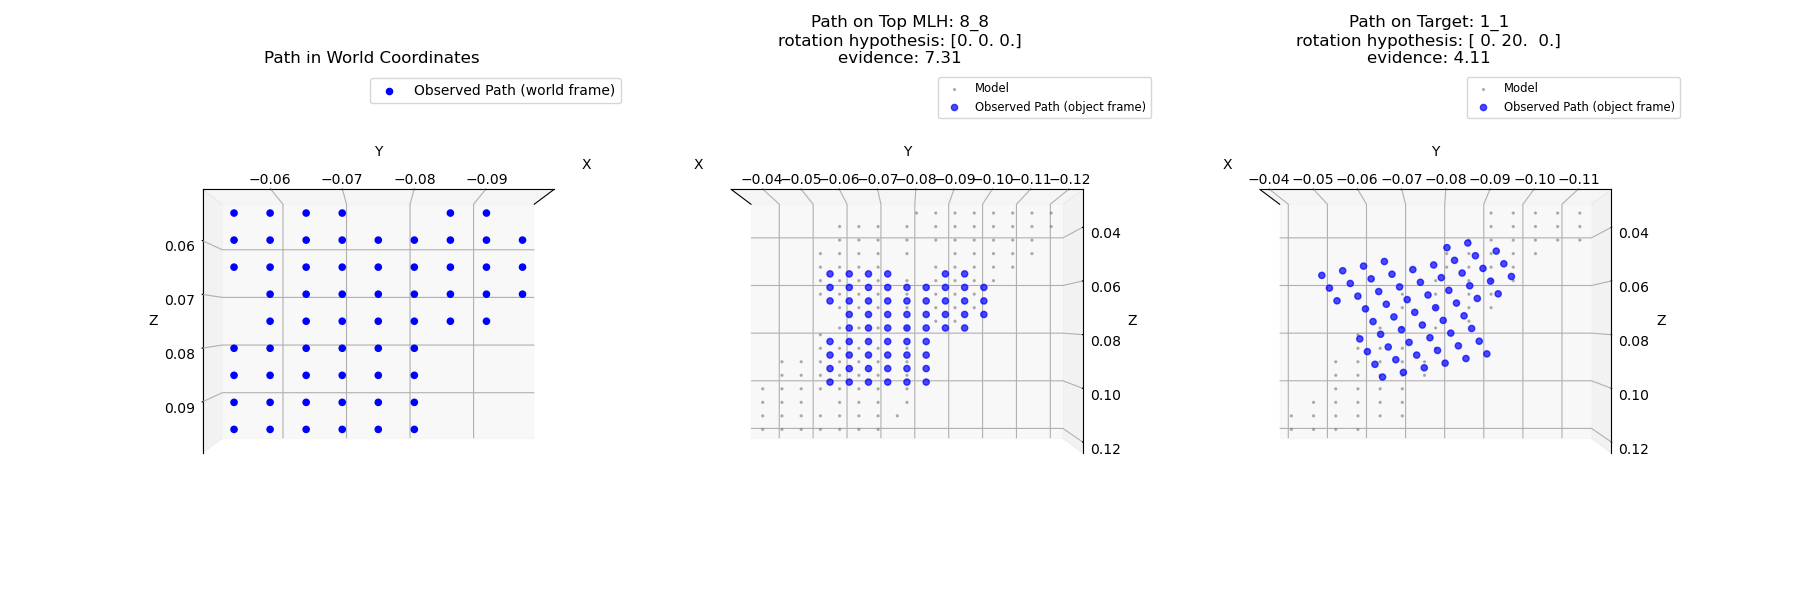 Path in World Coordinates
Observed Path (world frame)
Y
X
−0.06 −0.07 −0.08 −0.09
0.06
0.07
Z
0.08
0.09
Path on Top MLH: 8_8
rotation hypothesis: [0. 0. 0.]
evidence: 7.31
Model
Observed Path (object frame)
Y
X
−0.04 −0.05 −0.06 −0.07 −0.08 −0.09 −0.10 −0.11 −0.12
0.04
0.06
Z
0.08
0.10
0.12
Path on Target: 1_1
rotation hypothesis: [ 0. 20.  0.]
evidence: 4.11
Model
Observed Path (object frame)
Y
X
−0.04 −0.05 −0.06 −0.07 −0.08 −0.09 −0.10 −0.11
0.04
0.06
Z
0.08
0.10
0.12